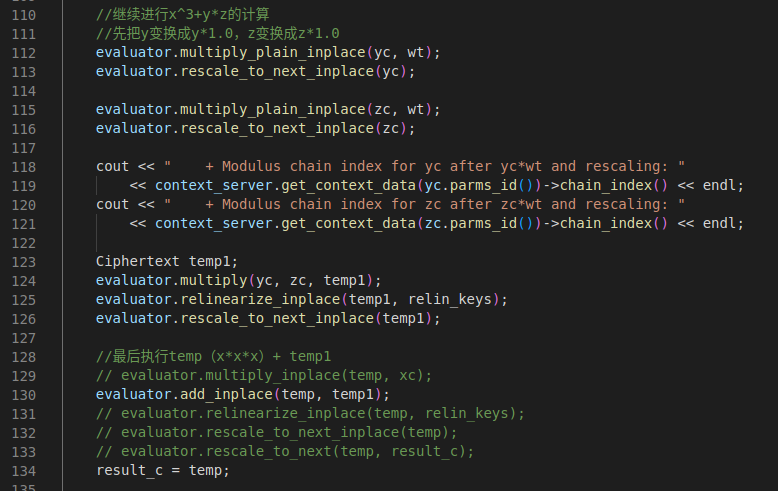 110 //继续进行x^3+y*z的计算
111 //先把y变换成y*1.0，z变换成z*1.0
112 evaluator.multiply_plain_inplace(yc, wt);
113 evaluator.rescale_to_next_inplace(yc);
114
115 evaluator.multiply_plain_inplace(zc, wt);
116 evaluator.rescale_to_next_inplace(zc);
117
118 cout << "    + Modulus chain index for yc after yc*wt and rescaling: "
119     << context_server.get_context_data(yc.parms_id())->chain_index() << endl;
120 cout << "    + Modulus chain index for zc after zc*wt and rescaling: "
121     << context_server.get_context_data(zc.parms_id())->chain_index() << endl;
122
123 Ciphertext temp1;
124 evaluator.multiply(yc, zc, temp1);
125 evaluator.relinearize_inplace(temp1, relin_keys);
126 evaluator.rescale_to_next_inplace(temp1);
127
128 //最后执行temp（x*x*x）+ temp1
129 // evaluator.multiply_inplace(temp, xc);
130 evaluator.add_inplace(temp, temp1);
131 // evaluator.relinearize_inplace(temp, relin_keys);
132 // evaluator.rescale_to_next_inplace(temp);
133 // evaluator.rescale_to_next(temp, result_c);
134 result_c = temp;